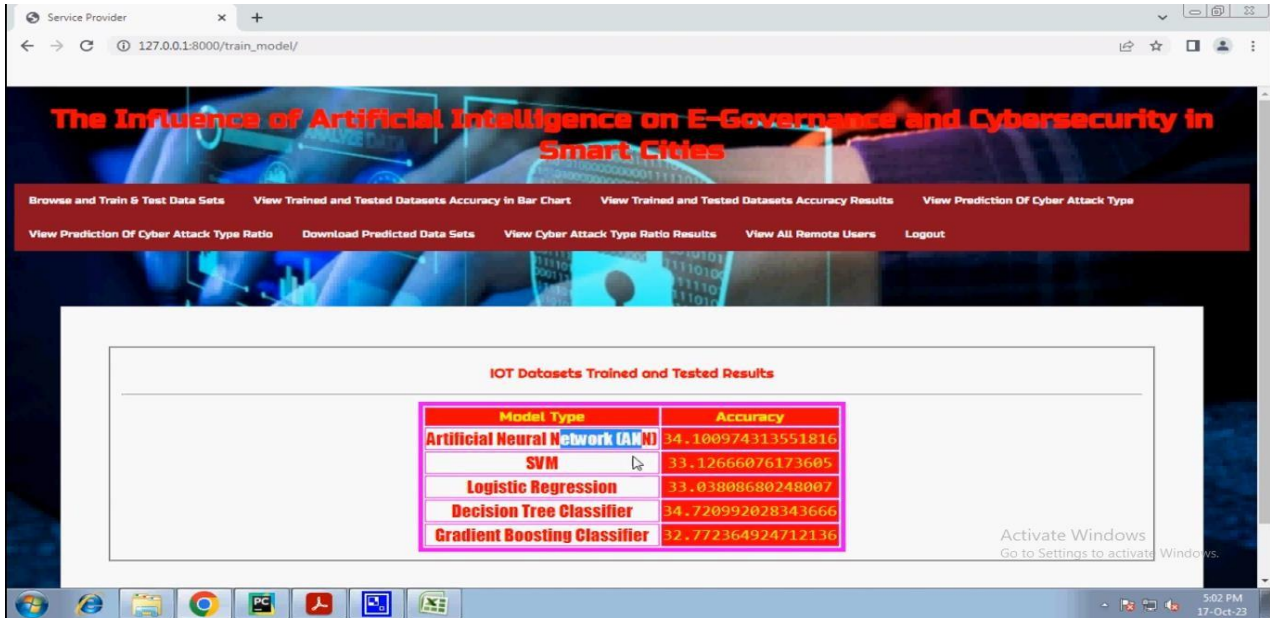 Service Provider
127.0.0.1:8000/train_model/
The Influence of Artificial Intelligence on E-Governance and Cybersecurity in
Smart Cities
Browse and Train & Test Data Sets View Trained and Tested Datasets Accuracy in Bar Chart View Trained and Tested Datasets Accuracy Results View Prediction Of Cyber Attack Type
View Prediction Of Cyber Attack Type Ratio Download Predicted Data Sets View Cyber Attack Type Ratio Results View All Remote Users Logout
IOT Datasets Trained and Tested Results
Model Type Accuracy
Artificial Neural Network (ANN) 34.100974313551816
SVM 33.12666076173605
Logistic Regression 33.03808680248007
Decision Tree Classifier 34.720992028343666
Gradient Boosting Classifier 32.772364924712136
Activate Windows
Go to Settings to activate Windows.
PC
5:02 PM
17-Oct-23